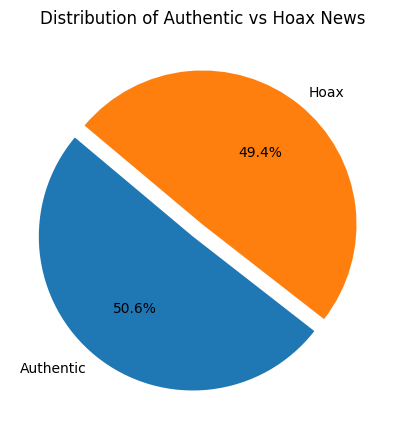 Distribution of Authentic vs Hoax News
Hoax
49.4%
50.6%
Authentic